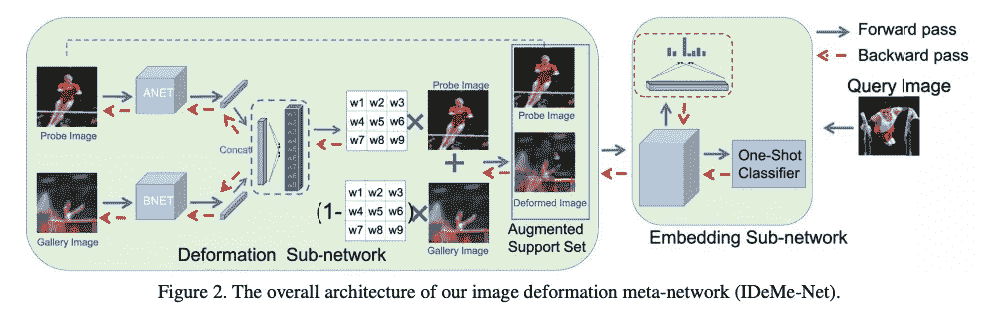 Forward pass
Backward pass
Query Image
Probe Image
ANET
Concat
Gallery Image
BNET
w1 w2 w3
w4 w5 w6
w7 w8 w9
×
Probe Image
+
(1-
w1 w2 w3
w4 w5 w6
w7 w8 w9
)×
Gallery Image
Deformation Sub-network
Probe Image
Deformed Image
Augmented
Support Set
One-Shot
Classifier
Embedding Sub-network
Figure 2. The overall architecture of our image deformation meta-network (IDeMe-Net).